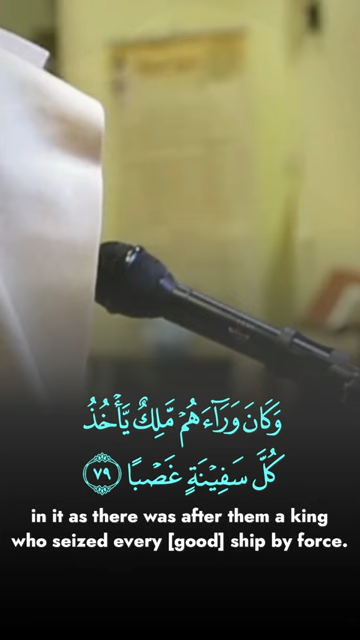 وَكَانَ وَرَآءَهُم مَّلِكٌ يَأْخُذُ
كُلَّ سَفِينَةٍ غَصْبًا ٧٩
in it as there was after them a king
who seized every [good] ship by force.